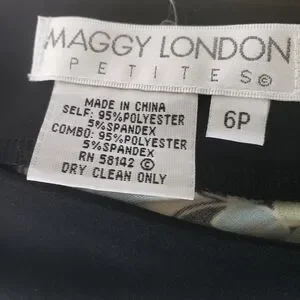 MAGGY LONDON
PETITES©
6P
MADE IN CHINA
SELF: 95%POLYESTER
5%SPANDEX
COMBO: 95%POLYESTER
5%SPANDEX
RN 58142 ©
DRY CLEAN ONLY